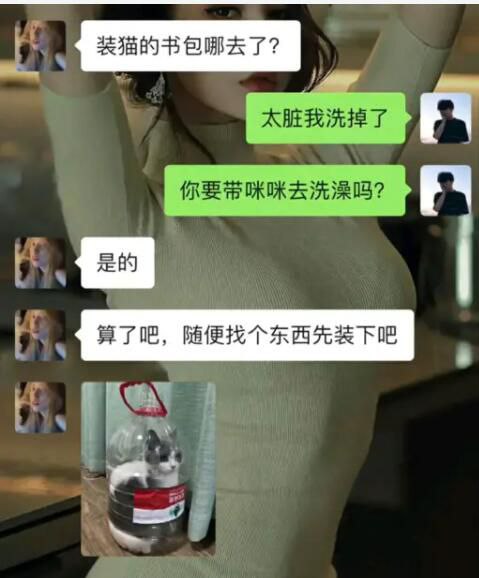 装猫的书包哪去了？
太脏我洗掉了
你要带咪咪去洗澡吗？
是的
算了吧，随便找个东西先装下吧